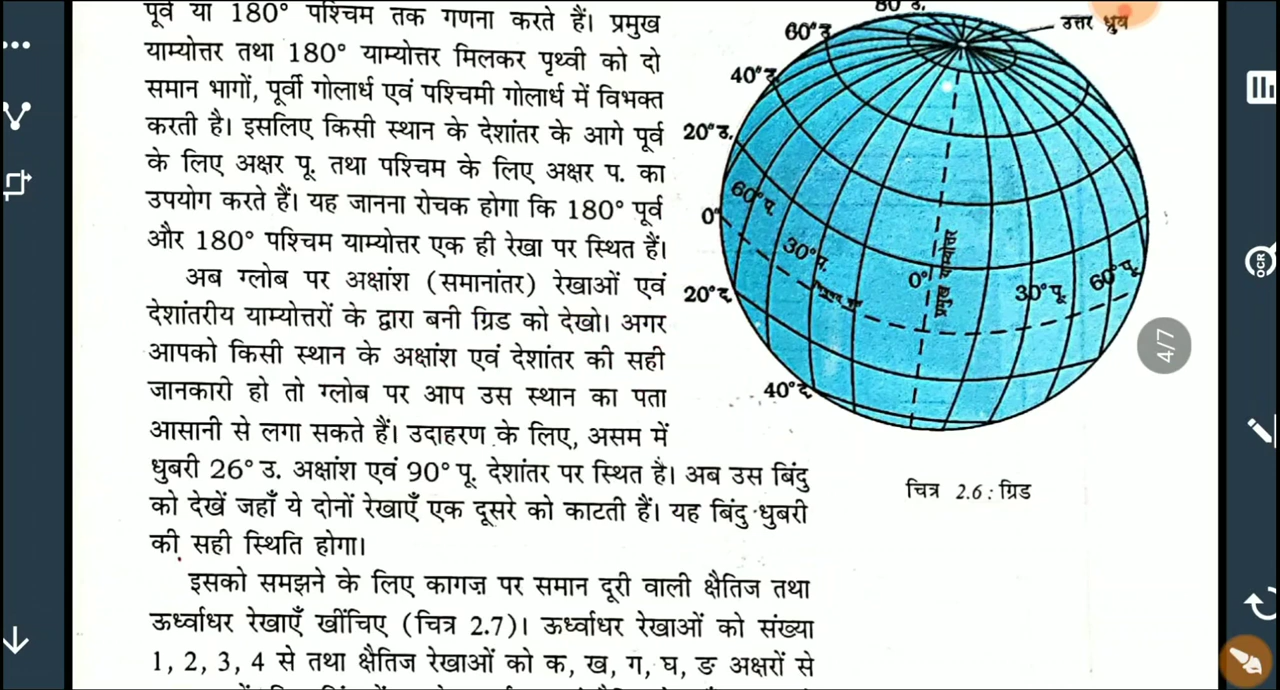 पूर्व या 180° पश्चिम तक गणना करते हैं। प्रमुख
याम्योत्तर तथा 180° याम्योत्तर मिलकर पृथ्वी को दो
समान भागों, पूर्वी गोलार्ध एवं पश्चिमी गोलार्ध में विभक्त
करती है। इसलिए किसी स्थान के देशांतर के आगे पूर्व
के लिए अक्षर पू. तथा पश्चिम के लिए अक्षर प. का
उपयोग करते हैं। यह जानना रोचक होगा कि 180° पूर्व
और 180° पश्चिम याम्योत्तर एक ही रेखा पर स्थित हैं।
अब ग्लोब पर अक्षांश (समानांतर) रेखाओं एवं
देशांतरीय याम्योत्तरों के द्वारा बनी ग्रिड को देखो। अगर
आपको किसी स्थान के अक्षांश एवं देशांतर की सही
जानकारी हो तो ग्लोब पर आप उस स्थान का पता
आसानी से लगा सकते हैं। उदाहरण के लिए, असम में
धुबरी 26° उ. अक्षांश एवं 90° पू. देशांतर पर स्थित है। अब उस बिंदु
को देखें जहाँ ये दोनों रेखाएँ एक दूसरे को काटती हैं। यह बिंदु धुबरी
की सही स्थिति होगा।
इसको समझने के लिए कागज़ पर समान दूरी वाली क्षैतिज तथा
ऊर्ध्वाधर रेखाएँ खींचिए (चित्र 2.7)। ऊर्ध्वाधर रेखाओं को संख्या
1, 2, 3, 4 से तथा क्षैतिज रेखाओं को क, ख, ग, घ, ङ अक्षरों से
80°उ.
उत्तर ध्रुव
60°उ
40°उ.
20°उ.
0°
20°द
40°द
60°प.
30°प.
0°
प्रमुख याम्योत्तर
30°पू.
60°पू.
चित्र 2.6 : ग्रिड
4/7
OCR